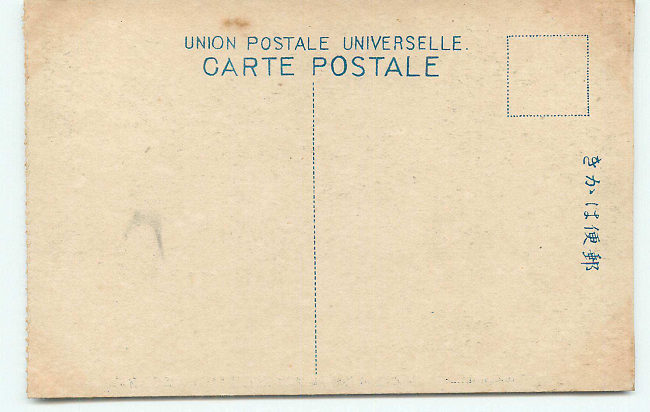 UNION POSTALE UNIVERSELLE.
CARTE POSTALE
きかは便郵